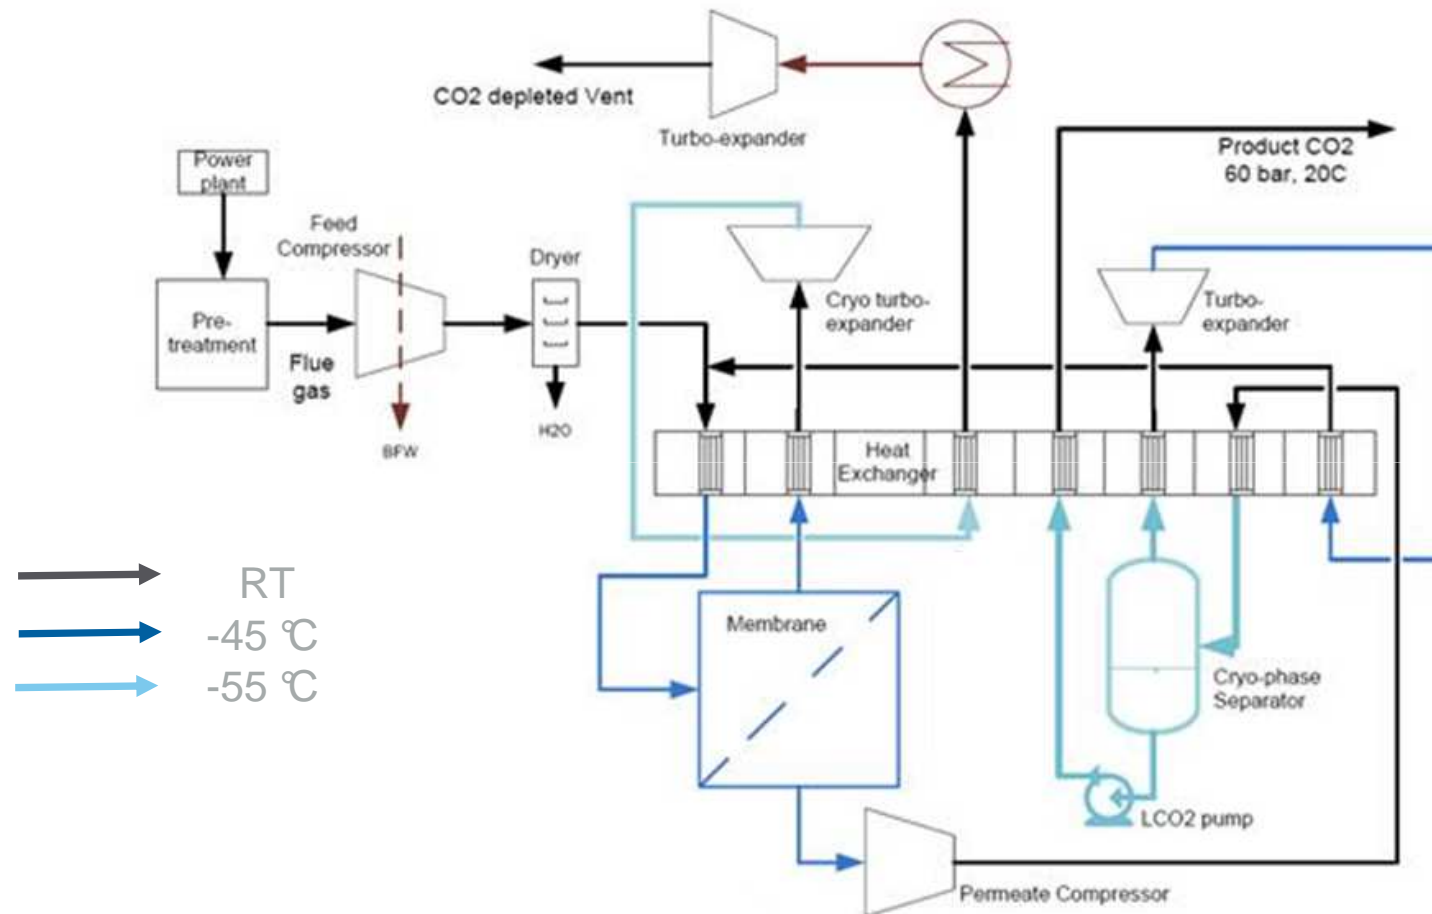 CO2 depleted Vent
Turbo-expander
Product CO2
60 bar, 20C
Power
plant
Feed
Compressor
Dryer
Cryo turbo-
expander
Turbo-
expander
Pre-
treatment
Flue
gas
BFW
H2O
Heat
Exchanger
RT
-45 °C
-55 °C
Membrane
Cryo-phase
Separator
LCO2 pump
Permeate Compressor